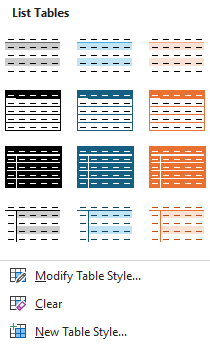 List Tables
Modify Table Style...
Clear
New Table Style...